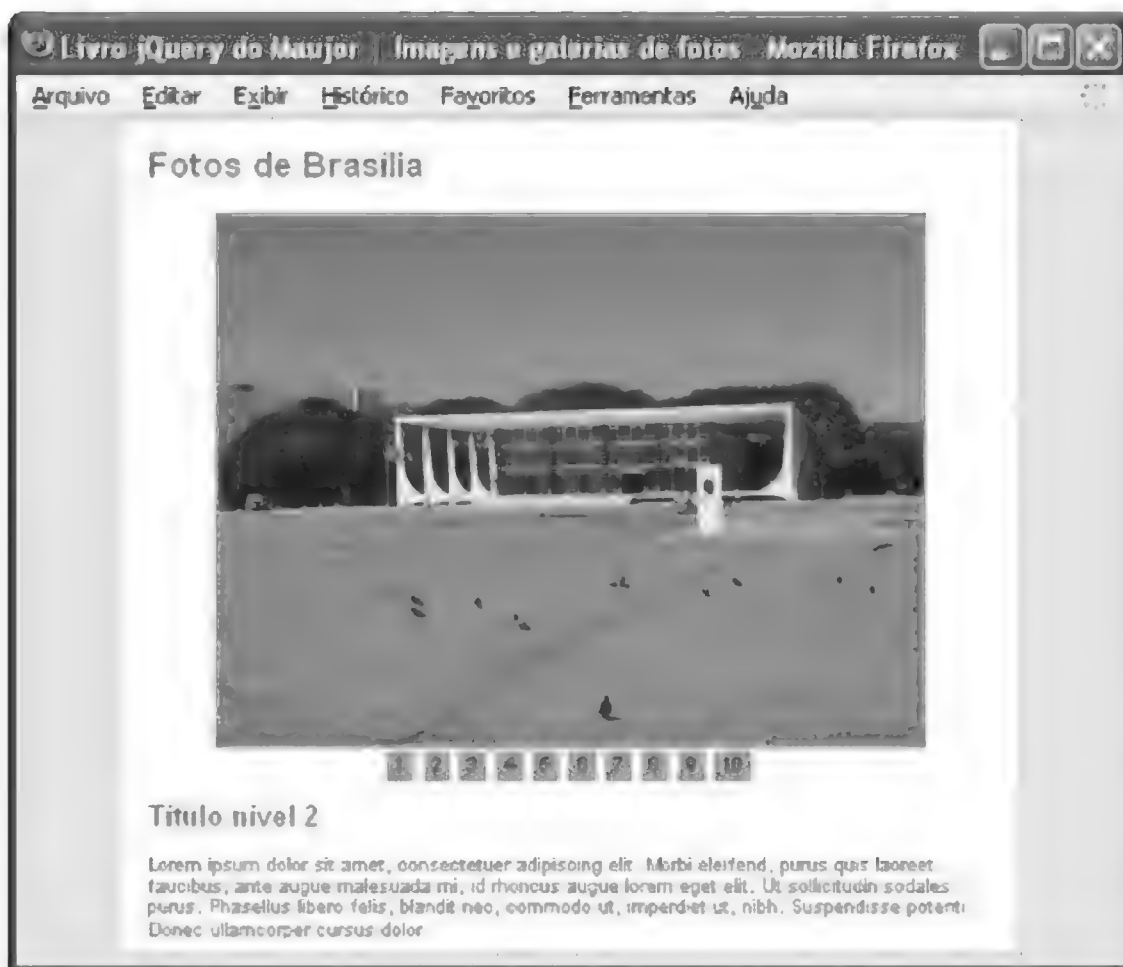 Livro jQuery do Maujor | Imagens e galerias de fotos Mozilla Firefox
Arquivo Editar Exibir Histórico Favoritos Ferramentas Ajuda
Fotos de Brasília
1 2 3 4 5 6 7 8 9 10
Título nivel 2
Lorem ipsum dolor sit amet, consectetuer adipiscing elit. Morbi eleifend, purus quis laoreet
faucibus, ante augue malesuada mi, id rhoncus augue lorem eget elit. Ut sollicitudin sodales
purus. Phasellus libero felis, blandit nec, commodo ut, imperdiet ut, nibh. Suspendisse potenti
Donec ullamcorper cursus dolor